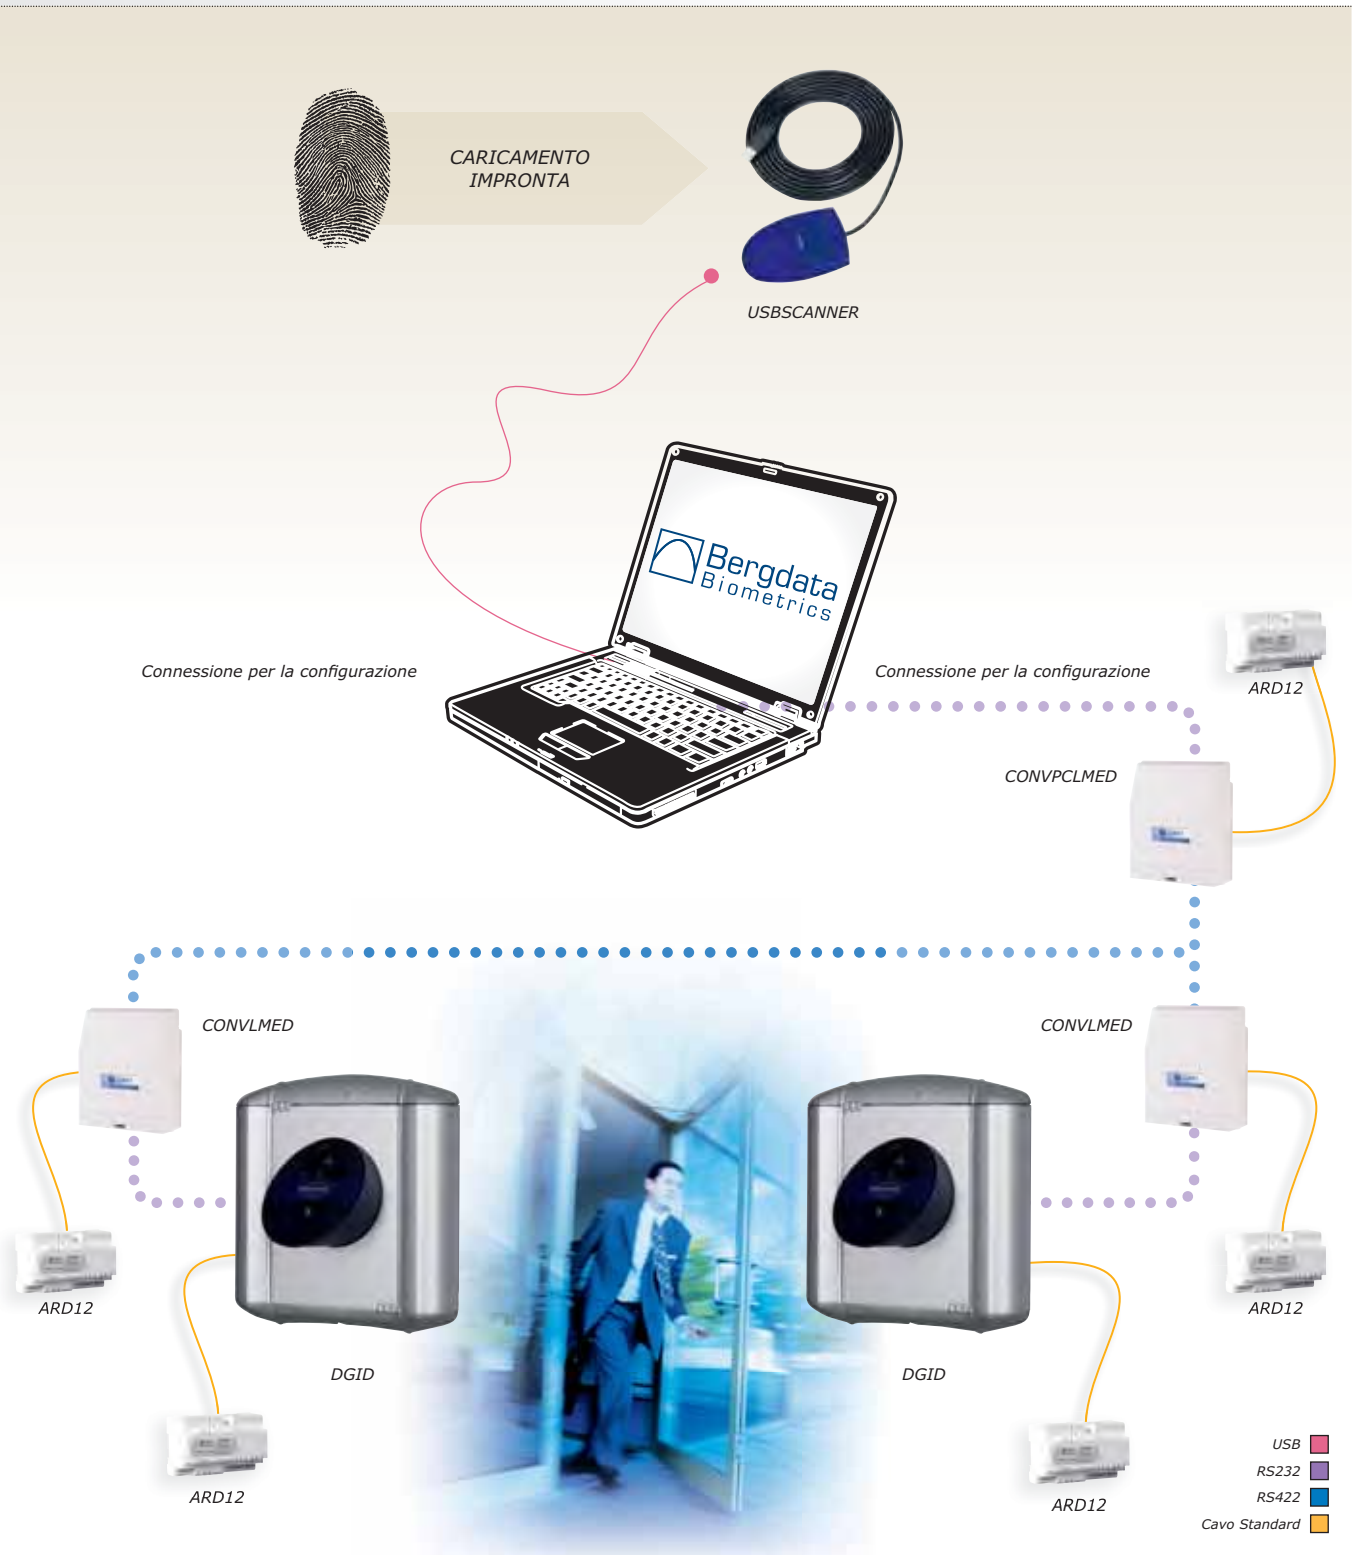 CARICAMENTO
IMPRONTA
USBSCANNER
Bergdata
Biometrics
Connessione per la configurazione
Connessione per la configurazione
ARD12
CONVPCLMED
CONVLMED
CONVLMED
ARD12
ARD12
DGID
DGID
ARD12
ARD12
USB
RS232
RS422
Cavo Standard